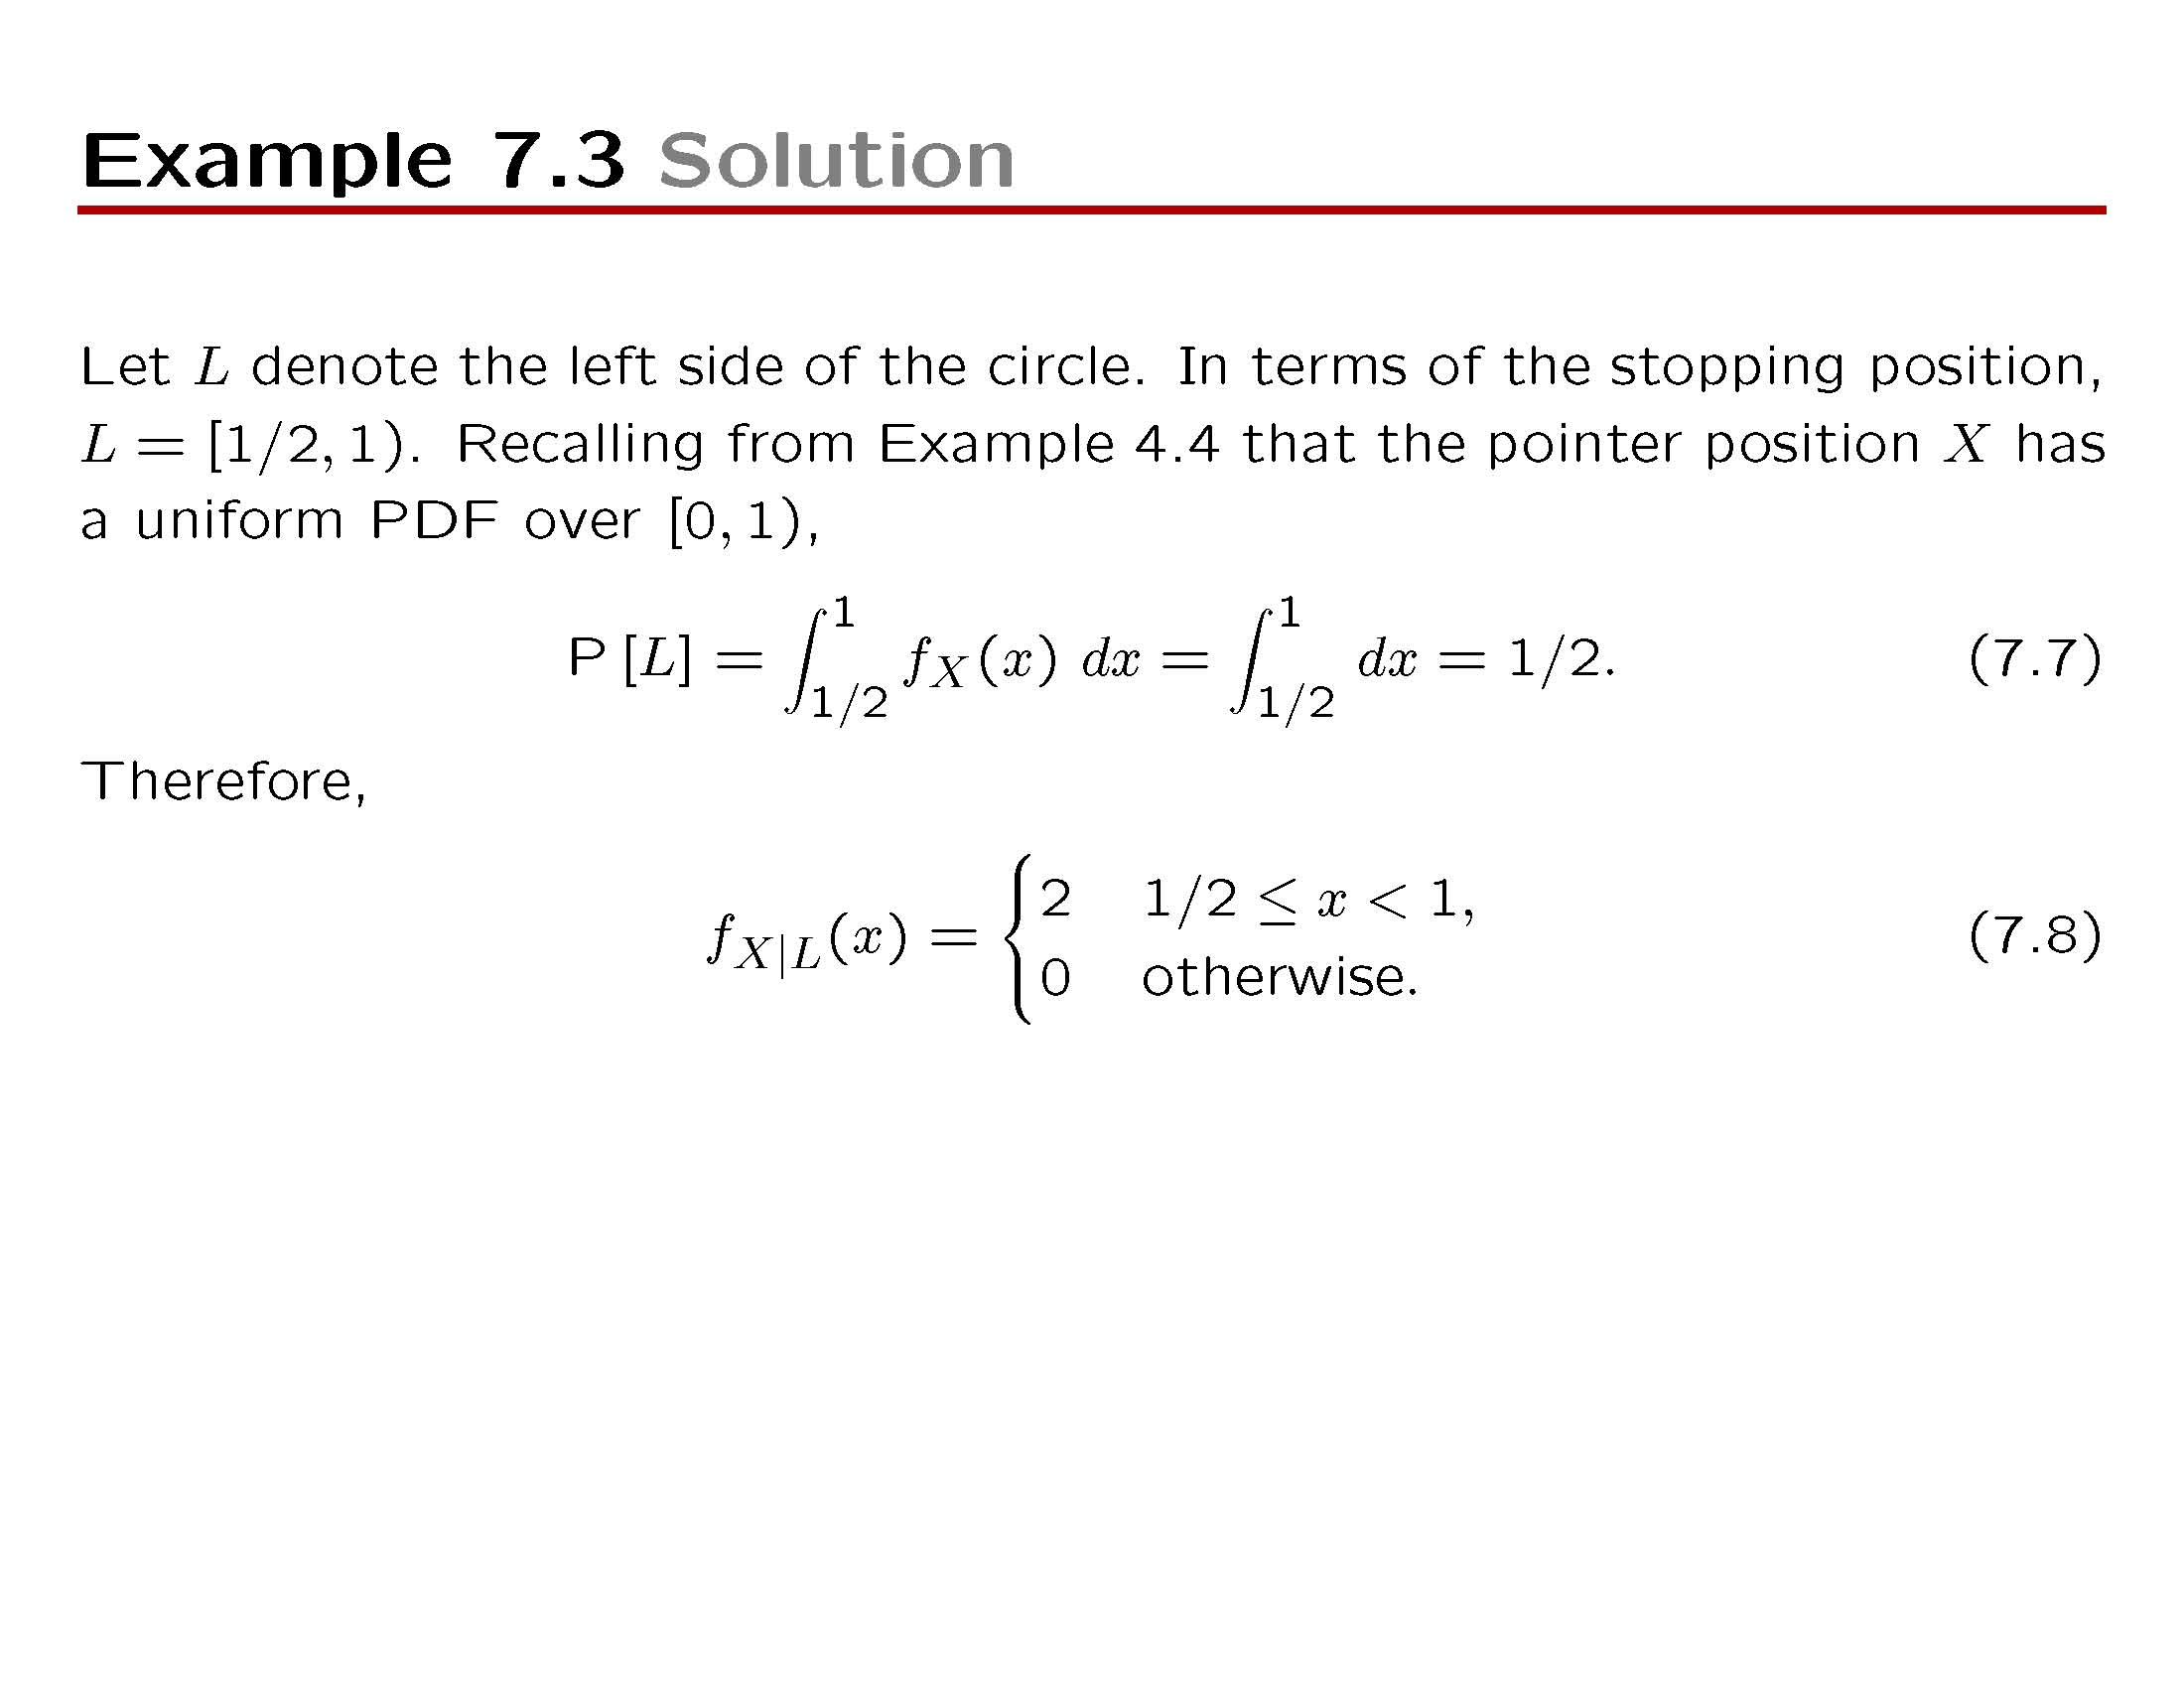 Example 7.3 Solution
Let L denote the left side of the circle. In terms of the stopping position,
L = [1/2, 1). Recalling from Example 4.4 that the pointer position X has
a uniform PDF over [0, 1),
P [L] = ∫_{1/2}^{1} f_X(x) dx = ∫_{1/2}^{1} dx = 1/2. (7.7)
Therefore,
f_{X|L}(x) = { 2 1/2 ≤ x < 1, (7.8)
0 otherwise.